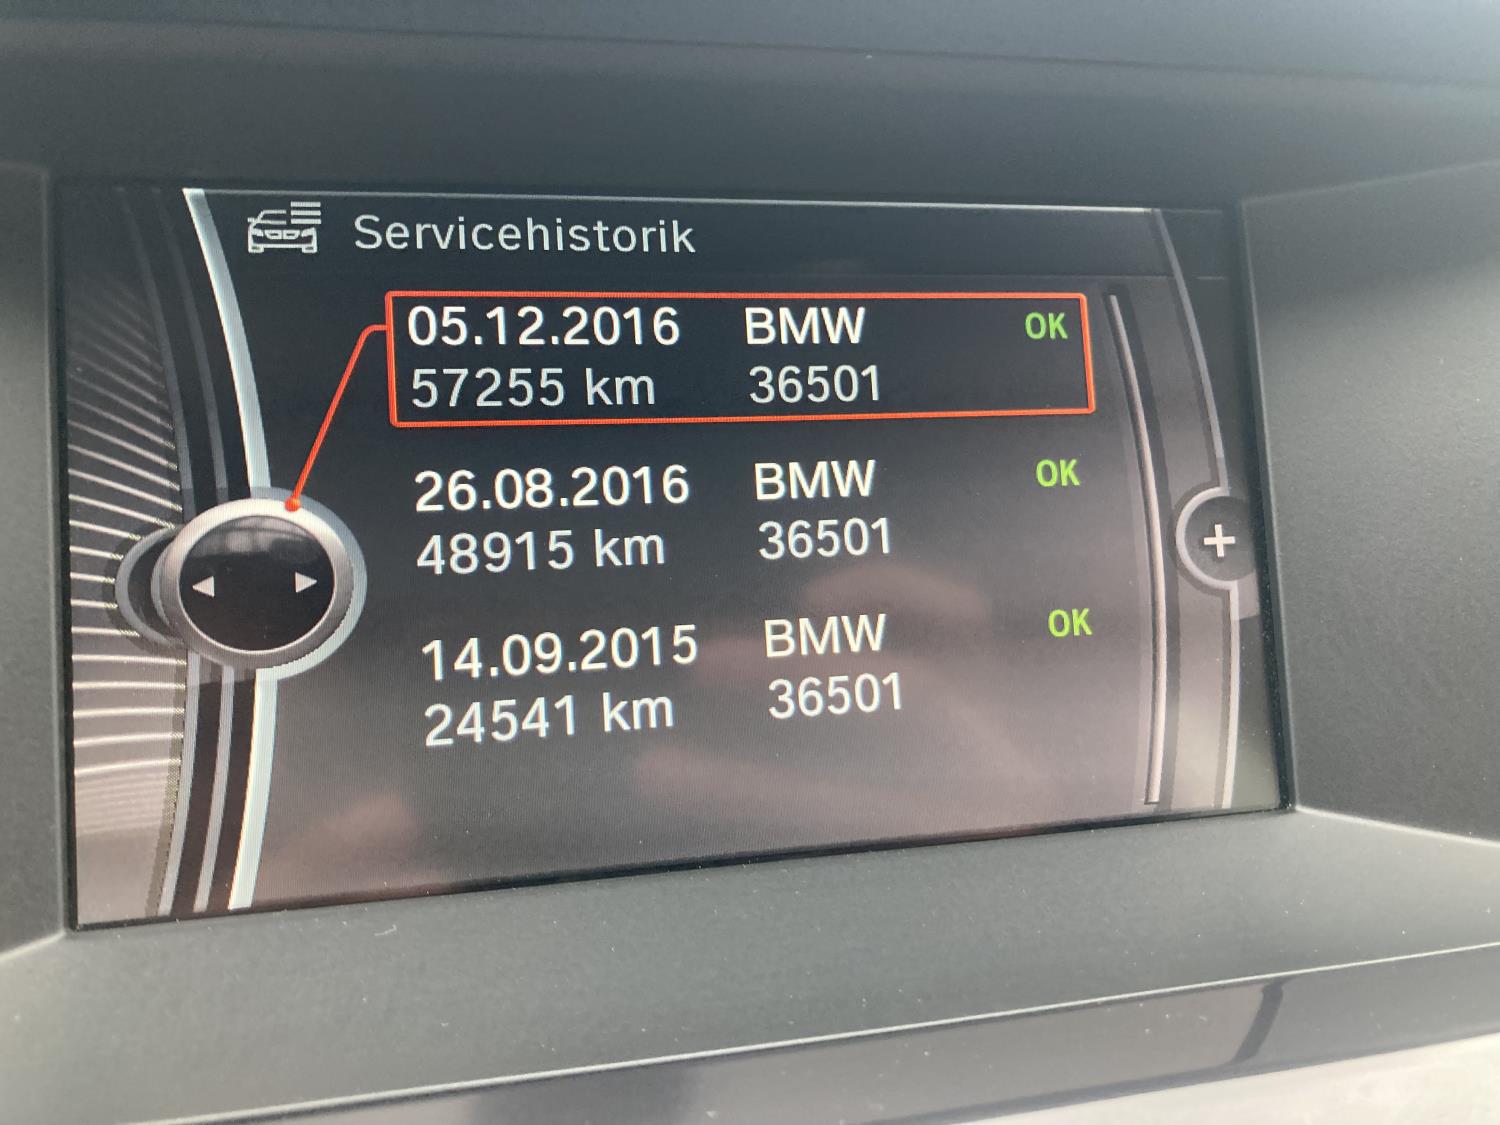 Servicehistorik
05.12.2016 BMW OK
57255 km 36501
26.08.2016 BMW OK
48915 km 36501
14.09.2015 BMW OK
24541 km 36501